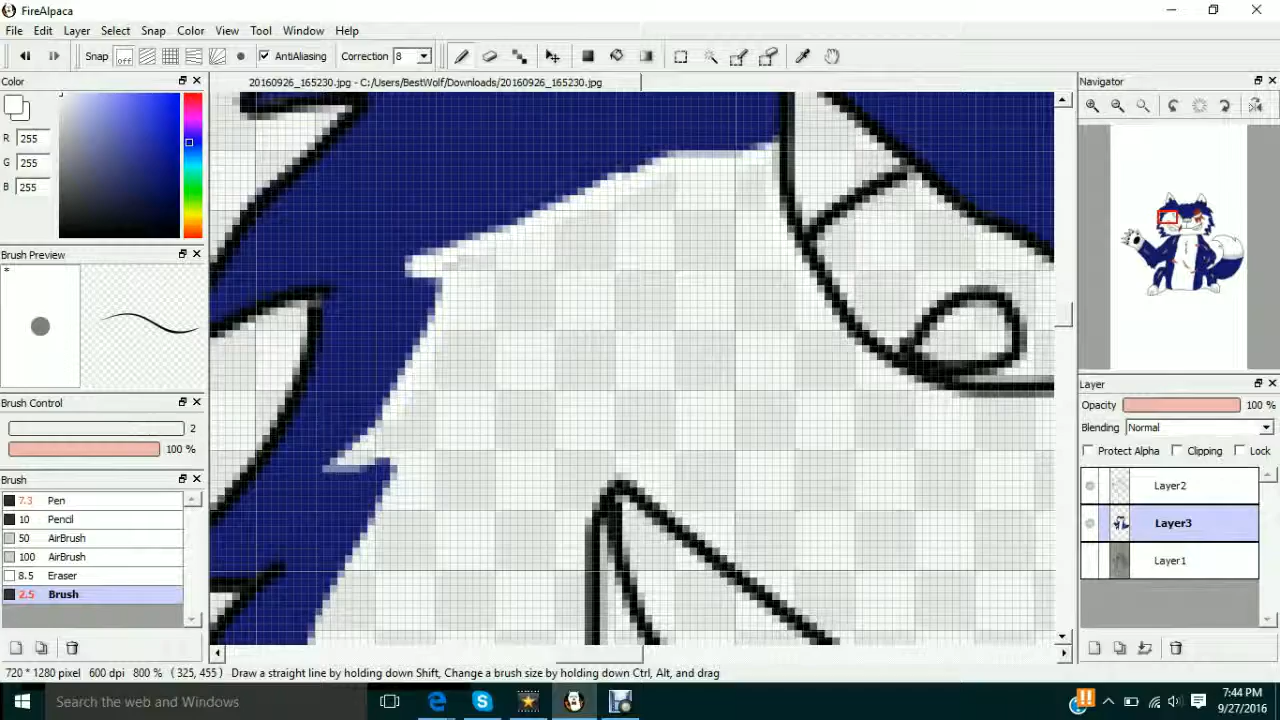 FireAlpaca
File Edit Layer Select Snap Color View Tool Window Help
Snap OFF AntiAliasing Correction 8
Color
20160926_165230.jpg - C:/Users/BestWolf/Downloads/20160926_165230.jpg
Navigator
R 255
G 255
B 255
Brush Preview
*
Brush Control
2
100 %
Brush
7.3 Pen
10 Pencil
50 AirBrush
100 AirBrush
8.5 Eraser
2.5 Brush
Layer
Opacity 100 %
Blending Normal
Protect Alpha Clipping Lock
Layer2
Layer3
Layer1
720 * 1280 pixel 600 dpi 800 % ( 325, 455 ) Draw a straight line by holding down Shift, Change a brush size by holding down Ctrl, Alt, and drag
Search the web and Windows
7:44 PM
9/27/2016